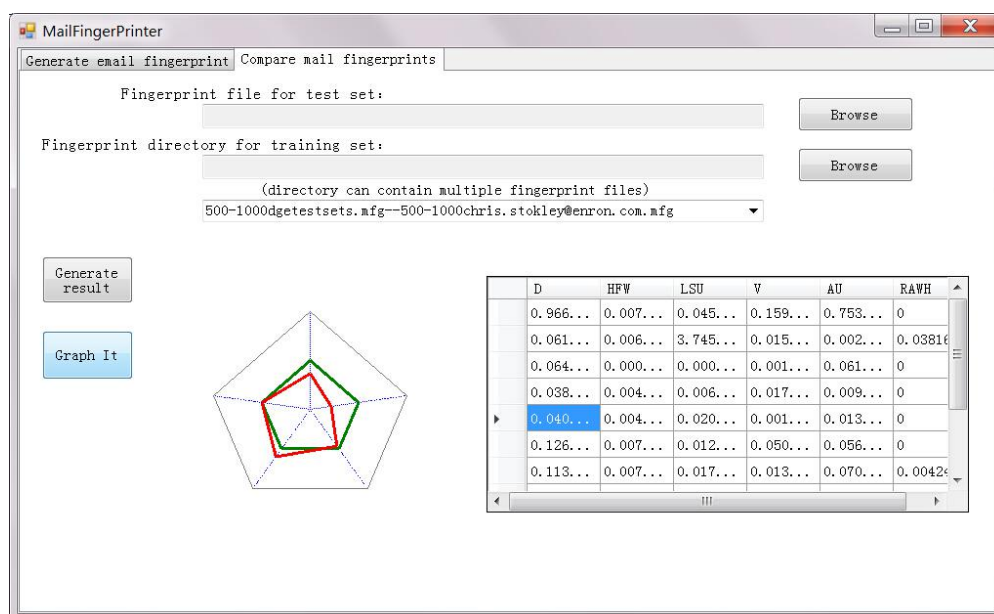 MailFingerPrinter
Generate email fingerprint Compare mail fingerprints
Fingerprint file for test set:
Browse
Fingerprint directory for training set:
Browse
(directory can contain multiple fingerprint files)
500-1000dgetestsets.mfg--500-1000chris.stokley@enron.com.mfg
Generate result
Graph It
D HFW LSU V AU RAWH
0.966... 0.007... 0.045... 0.159... 0.753... 0
0.061... 0.006... 3.745... 0.015... 0.002... 0.03816
0.064... 0.000... 0.000... 0.001... 0.061... 0
0.038... 0.004... 0.006... 0.017... 0.009... 0
0.040... 0.004... 0.020... 0.001... 0.013... 0
0.126... 0.007... 0.012... 0.050... 0.056... 0
0.113... 0.007... 0.017... 0.013... 0.070... 0.00424